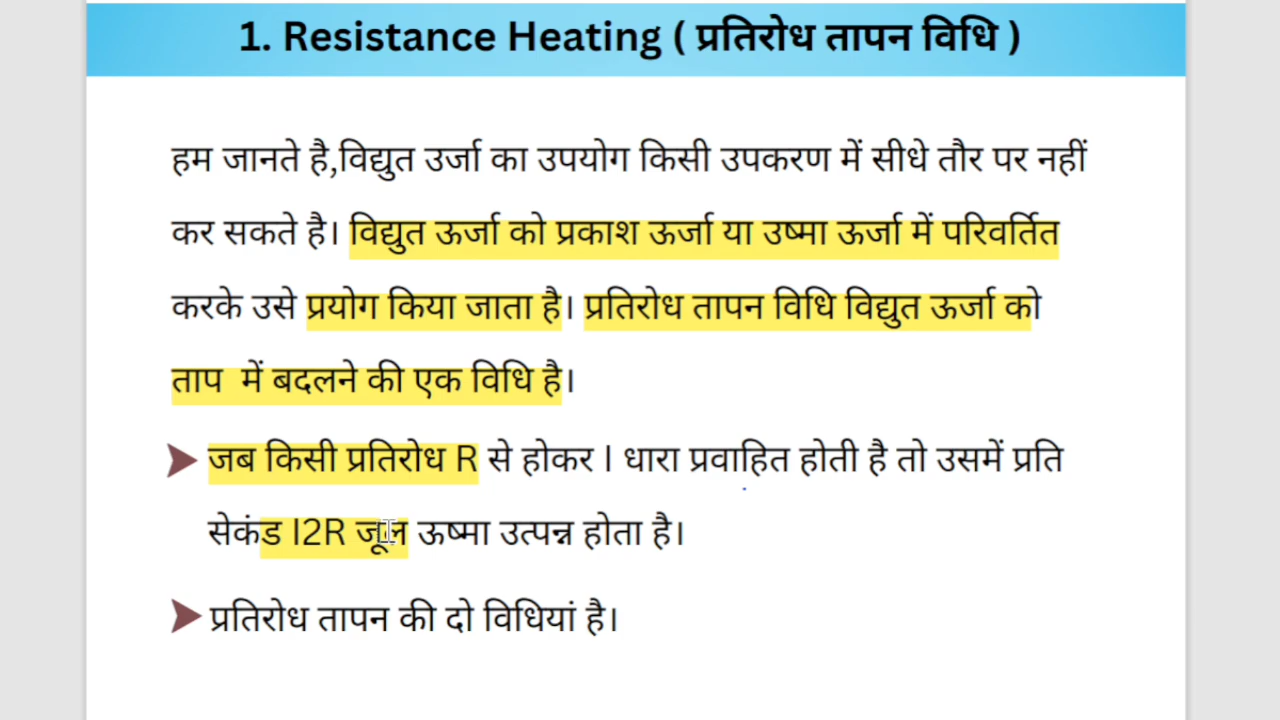 1. Resistance Heating ( प्रतिरोध तापन विधि )
हम जानते है,विद्युत उर्जा का उपयोग किसी उपकरण में सीधे तौर पर नहीं
कर सकते है। विद्युत ऊर्जा को प्रकाश ऊर्जा या उष्मा ऊर्जा में परिवर्तित
करके उसे प्रयोग किया जाता है। प्रतिरोध तापन विधि विद्युत ऊर्जा को
ताप में बदलने की एक विधि है।
जब किसी प्रतिरोध R से होकर I धारा प्रवाहित होती है तो उसमें प्रति
सेकंड I2R जूल ऊष्मा उत्पन्न होता है।
प्रतिरोध तापन की दो विधियां है।